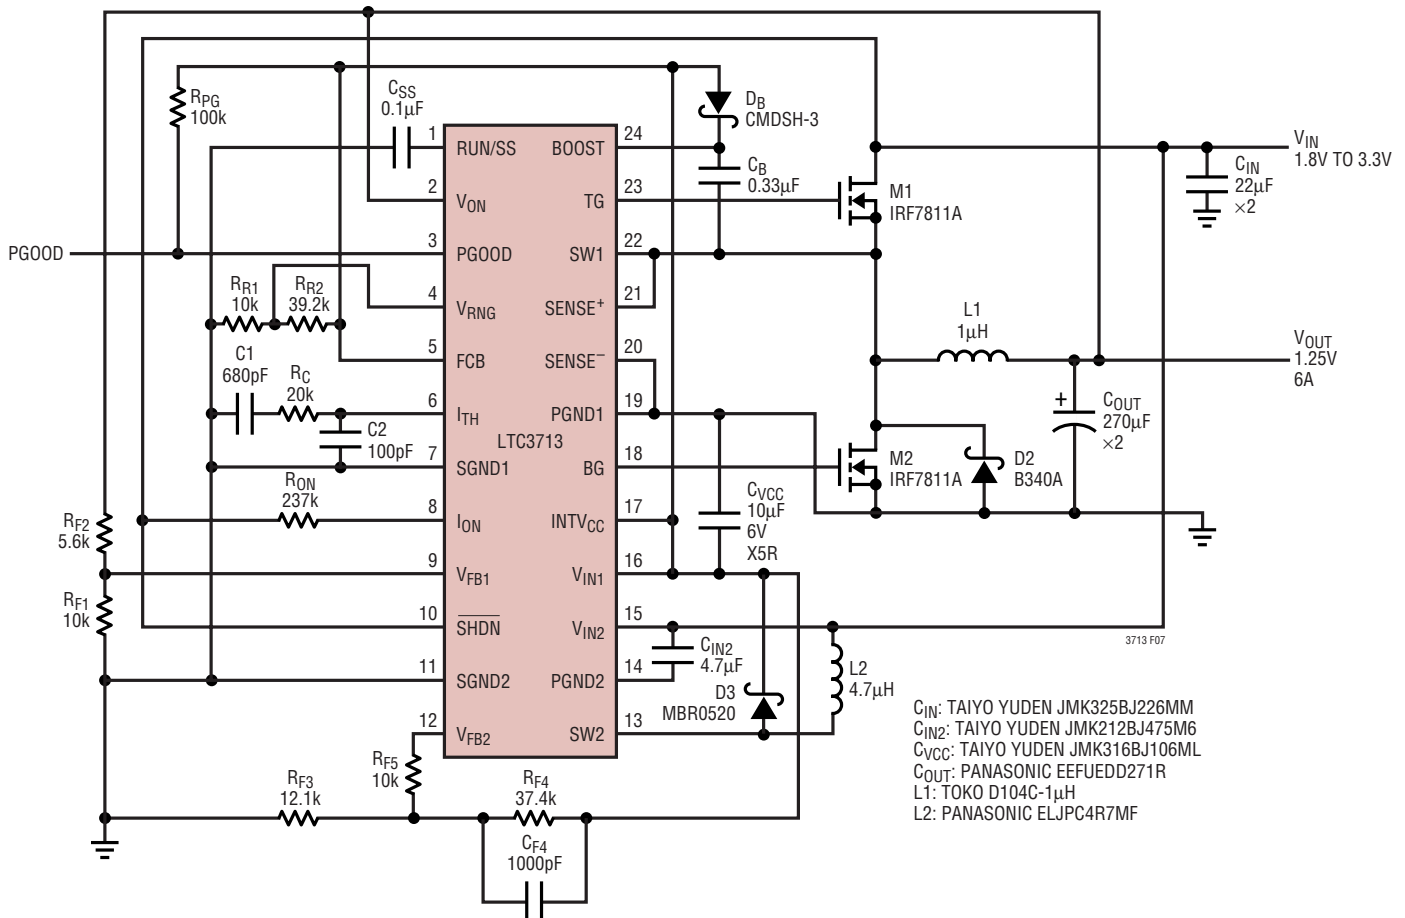 PGOOD
R_PG
100k
C_SS
0.1µF
D_B
CMDSH-3
C_B
0.33µF
M1
IRF7811A
V_IN
1.8V TO 3.3V
C_IN
22µF
×2
1
RUN/SS
2
V_ON
3
PGOOD
4
V_RNG
5
FCB
6
I_TH
7
SGND1
8
I_ON
9
V_FB1
10
SHDN
11
SGND2
12
V_FB2
LTC3713
24
BOOST
23
TG
22
SW1
21
SENSE+
20
SENSE–
19
PGND1
18
BG
17
INTV_CC
16
V_IN1
15
V_IN2
14
PGND2
13
SW2
R_R1
10k
R_R2
39.2k
C1
680pF
R_C
20k
C2
100pF
R_ON
237k
R_F2
5.6k
R_F1
10k
R_F3
12.1k
R_F5
10k
R_F4
37.4k
C_F4
1000pF
L1
1µH
V_OUT
1.25V
6A
+
C_OUT
270µF
×2
M2
IRF7811A
D2
B340A
C_VCC
10µF
6V
X5R
C_IN2
4.7µF
D3
MBR0520
L2
4.7µH
3713 F07
C_IN: TAIYO YUDEN JMK325BJ226MM
C_IN2: TAIYO YUDEN JMK212BJ475M6
C_VCC: TAIYO YUDEN JMK316BJ106ML
C_OUT: PANASONIC EEFUEDD271R
L1: TOKO D104C-1µH
L2: PANASONIC ELJPC4R7MF